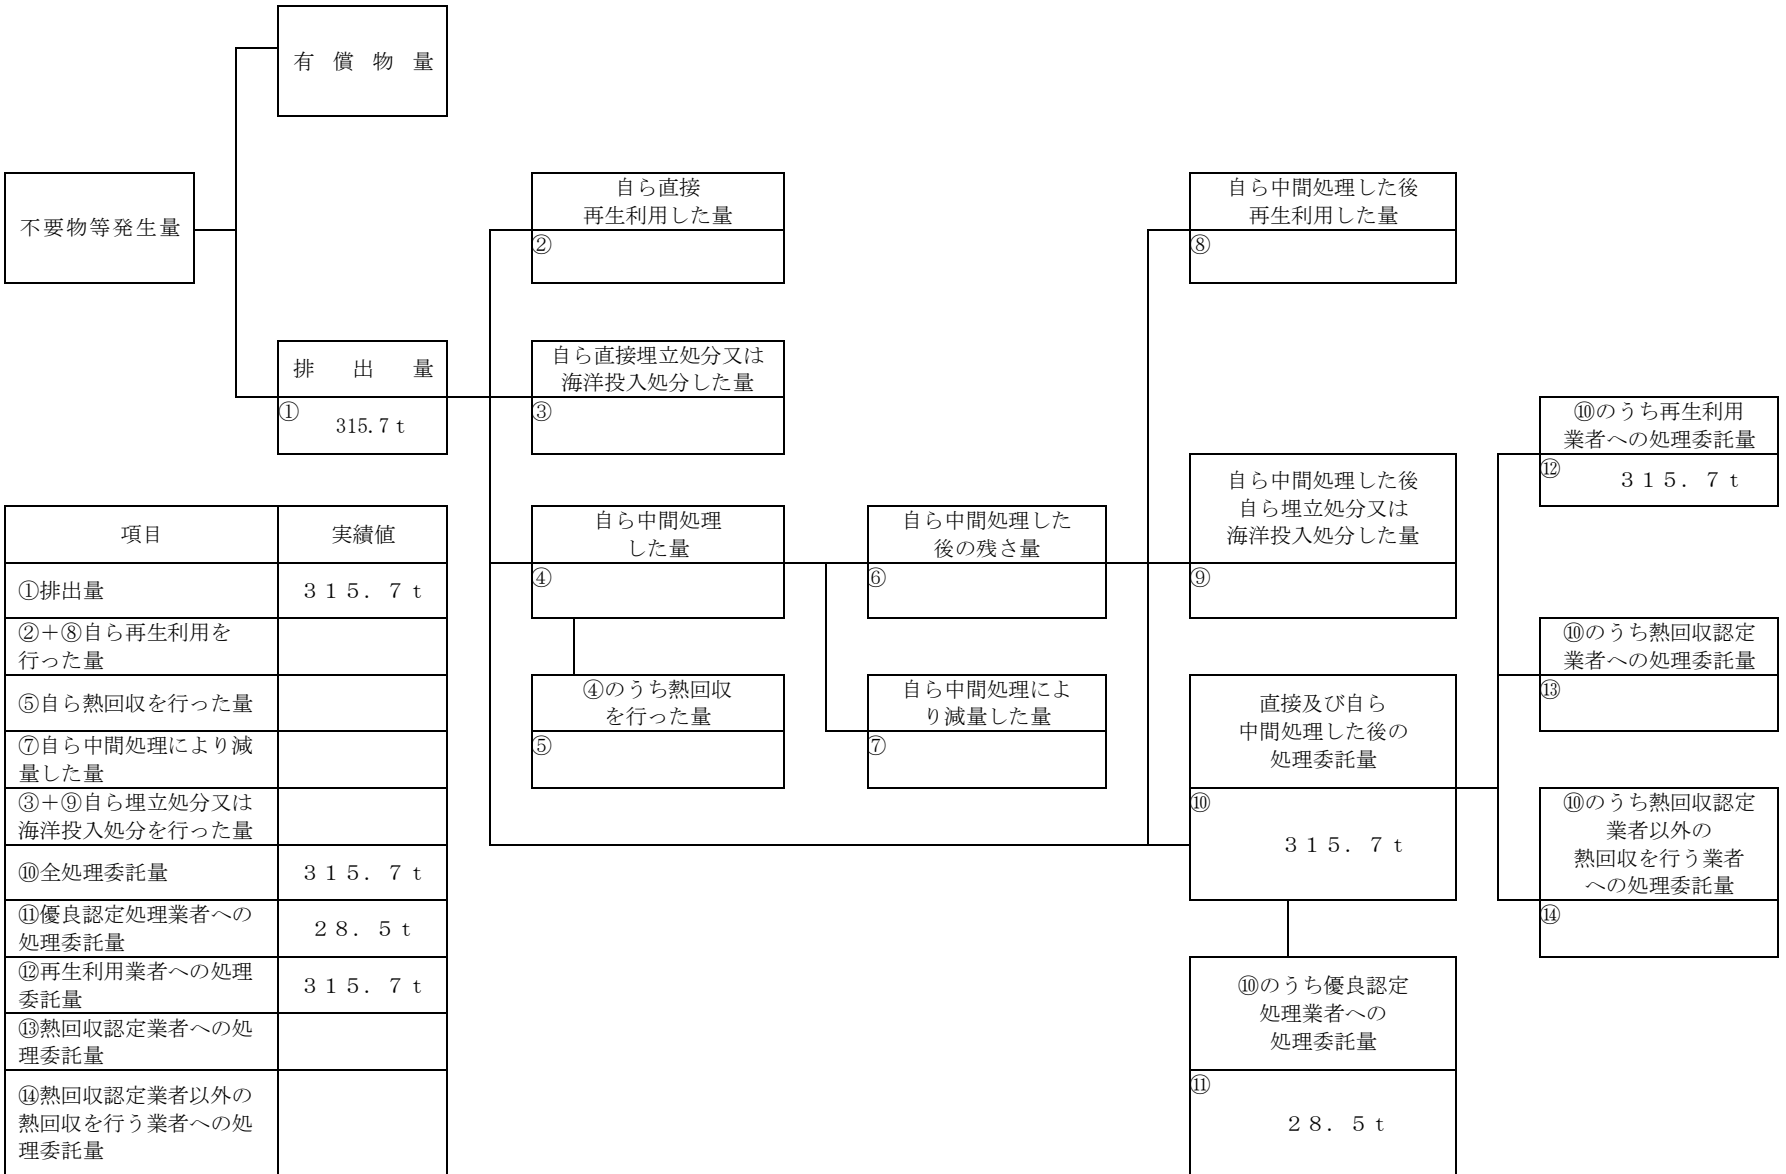 有償物量
不要物等発生量
排出量
①
315.7 t
自ら直接
再生利用した量
②
自ら直接埋立処分又は
海洋投入処分した量
③
自ら中間処理
した量
④
④のうち熱回収
を行った量
⑤
自ら中間処理した
後の残さ量
⑥
自ら中間処理によ
り減量した量
⑦
自ら中間処理した後
再生利用した量
⑧
自ら中間処理した後
自ら埋立処分又は
海洋投入処分した量
⑨
直接及び自ら
中間処理した後の
処理委託量
⑩
315.7t
⑩のうち優良認定
処理業者への
処理委託量
⑪
28.5t
⑩のうち再生利用
業者への処理委託量
⑫
315.7t
⑩のうち熱回収認定
業者への処理委託量
⑬
⑩のうち熱回収認定
業者以外の
熱回収を行う業者
への処理委託量
⑭
項目 実績値
①排出量 315.7t
②+⑧自ら再生利用を
行った量
⑤自ら熱回収を行った量
⑦自ら中間処理により減
量した量
③+⑨自ら埋立処分又は
海洋投入処分を行った量
⑩全処理委託量 315.7t
⑪優良認定処理業者への
処理委託量 28.5t
⑫再生利用業者への処理
委託量 315.7t
⑬熱回収認定業者への処
理委託量
⑭熱回収認定業者以外の
熱回収を行う業者への処
理委託量